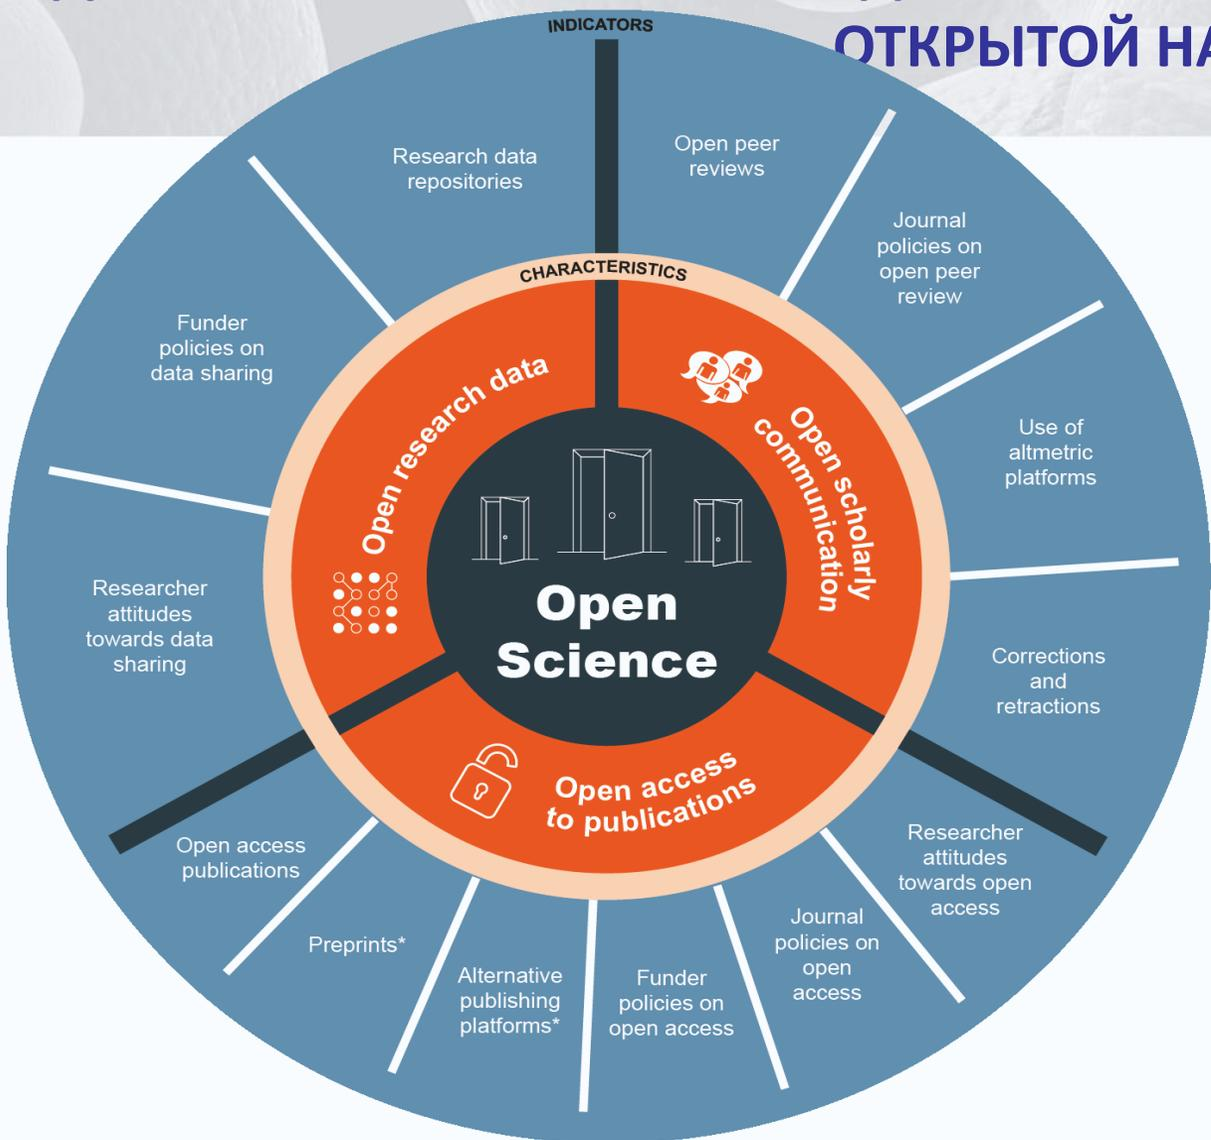 ОТКРЫТОЙ
INDICATORS
Research data
repositories
Open peer
reviews
Journal
policies on
open peer
review
CHARACTERISTICS
Funder
policies on
data sharing
Open research data
Open scholarly
communication
Use of
altmetric
platforms
Researcher
attitudes
towards data
sharing
Open
Science
Corrections
and
retractions
Open access
to publications
Open access
publications
Researcher
attitudes
towards open
access
Preprints*
Alternative
publishing
platforms*
Funder
policies on
open access
Journal
policies on
open
access